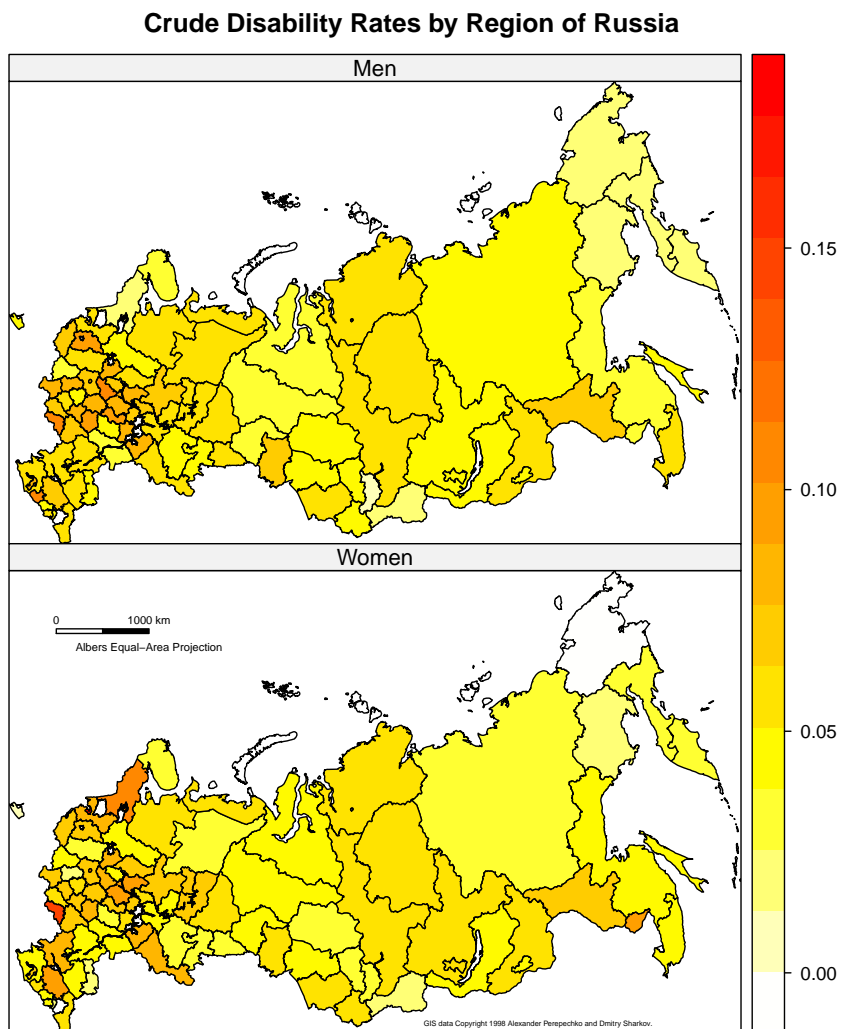 Crude Disability Rates by Region of Russia
Men
0.15
0.10
Women
0 1000 km
Albers Equal−Area Projection
0.05
0.00
GIS data Copyright 1998 Alexander Perepechko and Dmitry Sharkov.